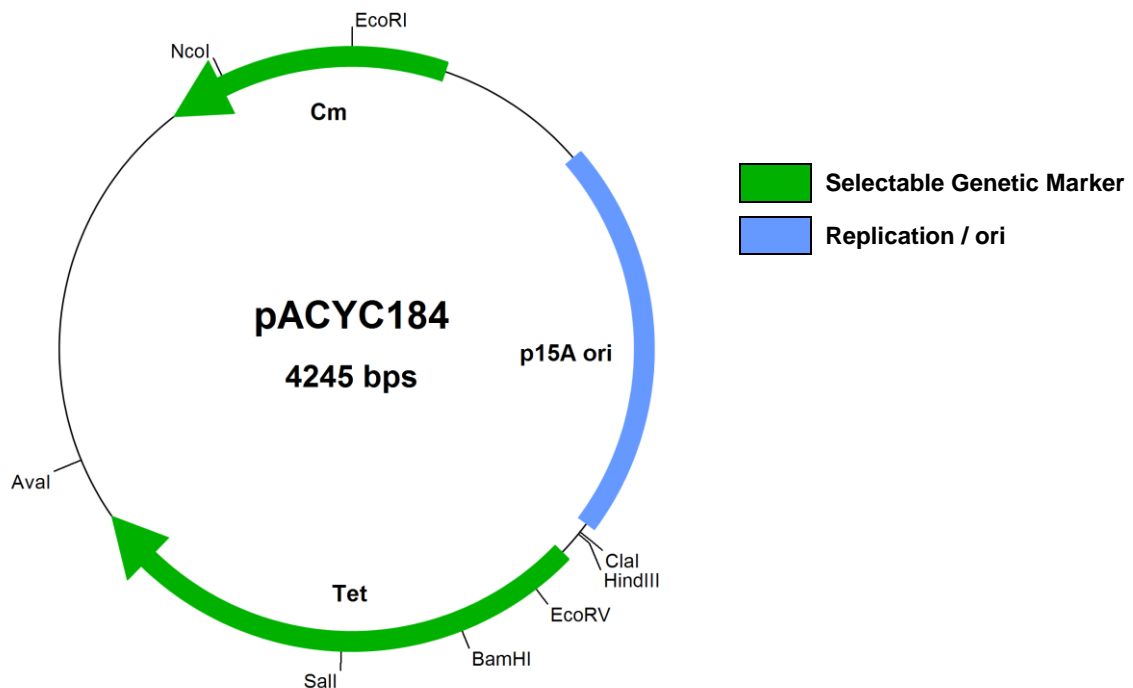 EcoRI
NcoI
Cm
Selectable Genetic Marker
Replication / ori
pACYC184
4245 bps
p15A ori
AvaI
ClaI
HindIII
Tet
EcoRV
BamHI
SalI